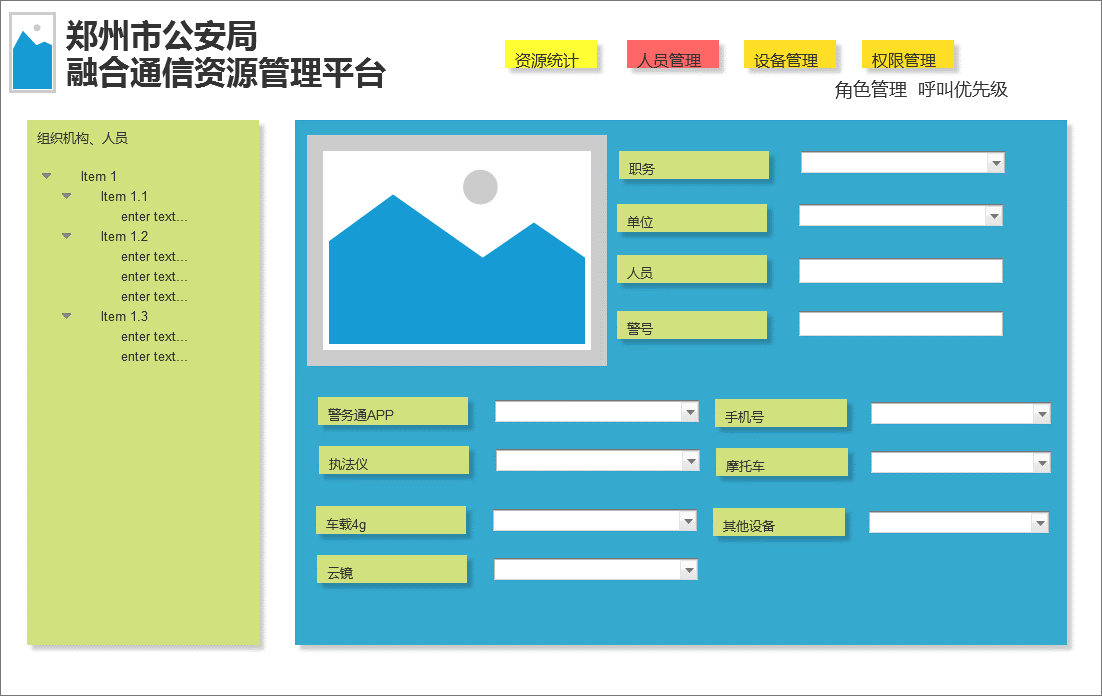 郑州市公安局
融合通信资源管理平台
资源统计 人员管理 设备管理 权限管理
角色管理 呼叫优先级
组织机构、人员
Item 1
Item 1.1
enter text...
Item 1.2
enter text...
enter text...
enter text...
Item 1.3
enter text...
enter text...
职务
单位
人员
警号
警务通APP 手机号
执法仪 摩托车
车载4g 其他设备
云镜